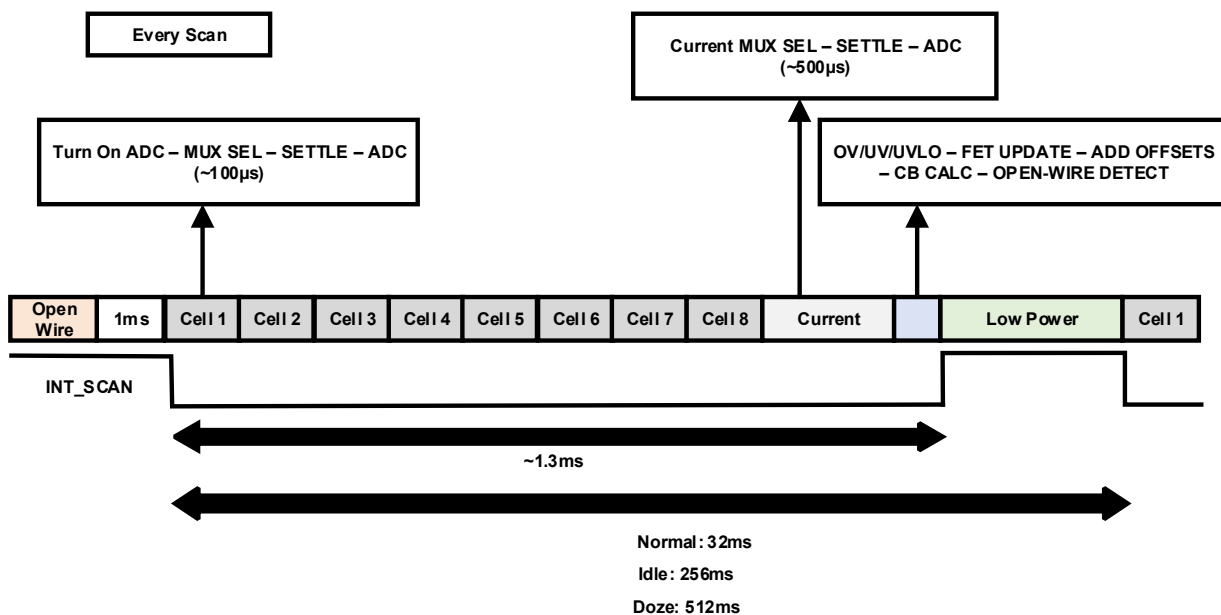 Every Scan
Current MUX SEL – SETTLE – ADC
(~500µs)
Turn On ADC – MUX SEL – SETTLE – ADC
(~100µs)
OV/UV/UVLO – FET UPDATE – ADD OFFSETS
– CB CALC – OPEN-WIRE DETECT
Open
Wire
1ms
Cell 1
Cell 2
Cell 3
Cell 4
Cell 5
Cell 6
Cell 7
Cell 8
Current
Low Power
Cell 1
INT_SCAN
~1.3ms
Normal: 32ms
Idle: 256ms
Doze: 512ms